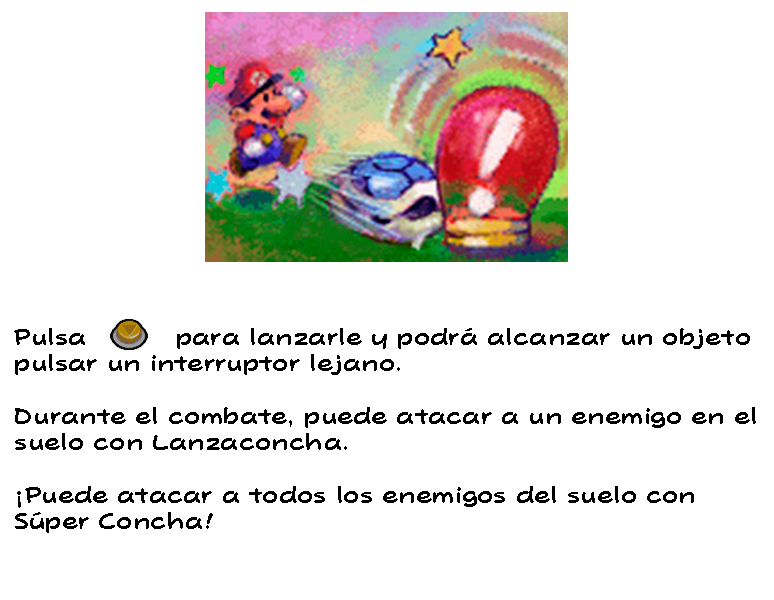 Pulsa para lanzarle y podrá alcanzar un objeto
pulsar un interruptor lejano.
Durante el combate, puede atacar a un enemigo en el
suelo con Lanzaconcha.
¡Puede atacar a todos los enemigos del suelo con
Súper Concha!